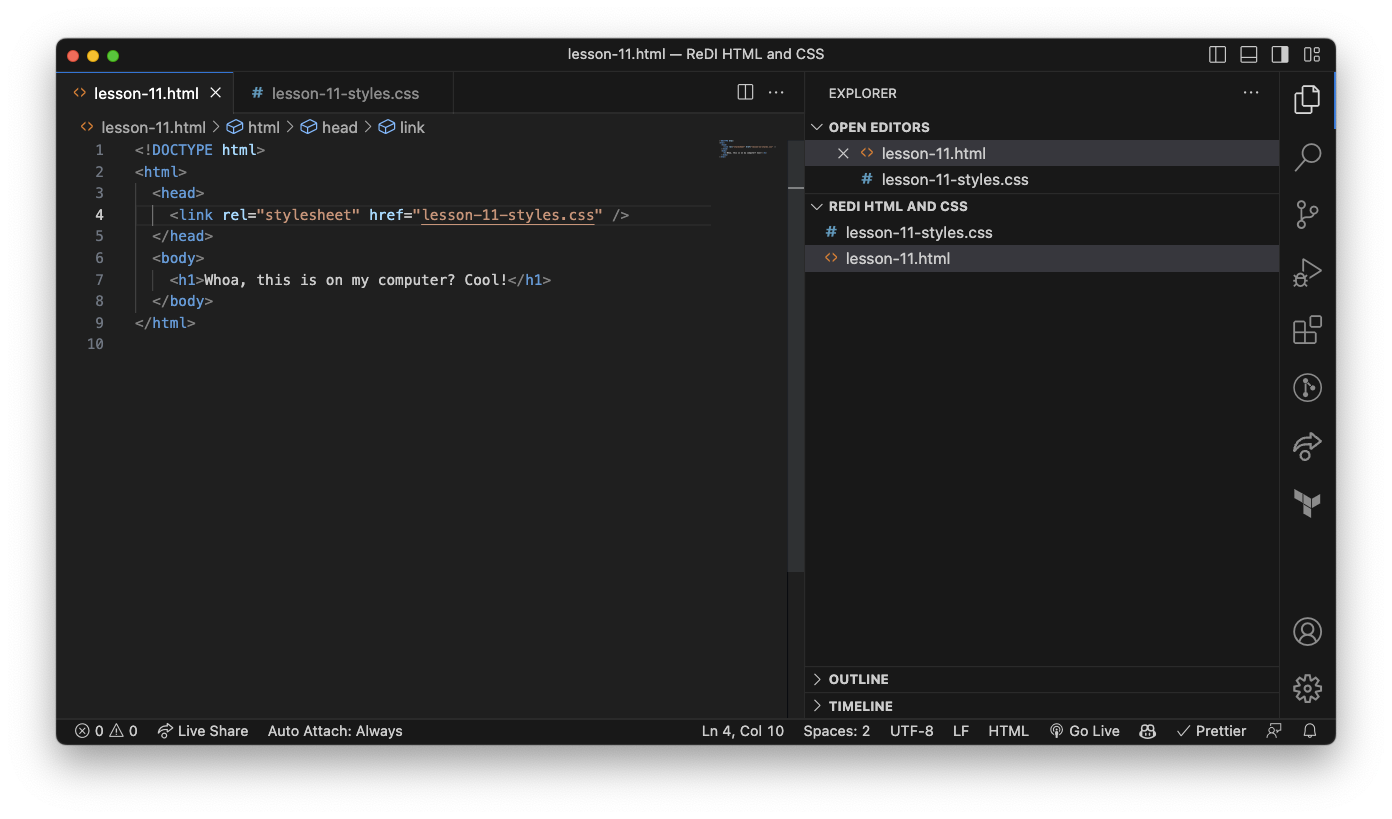 lesson-11.html — ReDI HTML and CSS
lesson-11.html
# lesson-11-styles.css
lesson-11.html > html > head > link
1 <!DOCTYPE html>
2 <html>
3 <head>
4 <link rel="stylesheet" href="lesson-11-styles.css" />
5 </head>
6 <body>
7 <h1>Whoa, this is on my computer? Cool!</h1>
8 </body>
9 </html>
10
EXPLORER
OPEN EDITORS
lesson-11.html
# lesson-11-styles.css
REDI HTML AND CSS
# lesson-11-styles.css
lesson-11.html
OUTLINE
TIMELINE
0 0 Live Share Auto Attach: Always Ln 4, Col 10 Spaces: 2 UTF-8 LF HTML Go Live Prettier